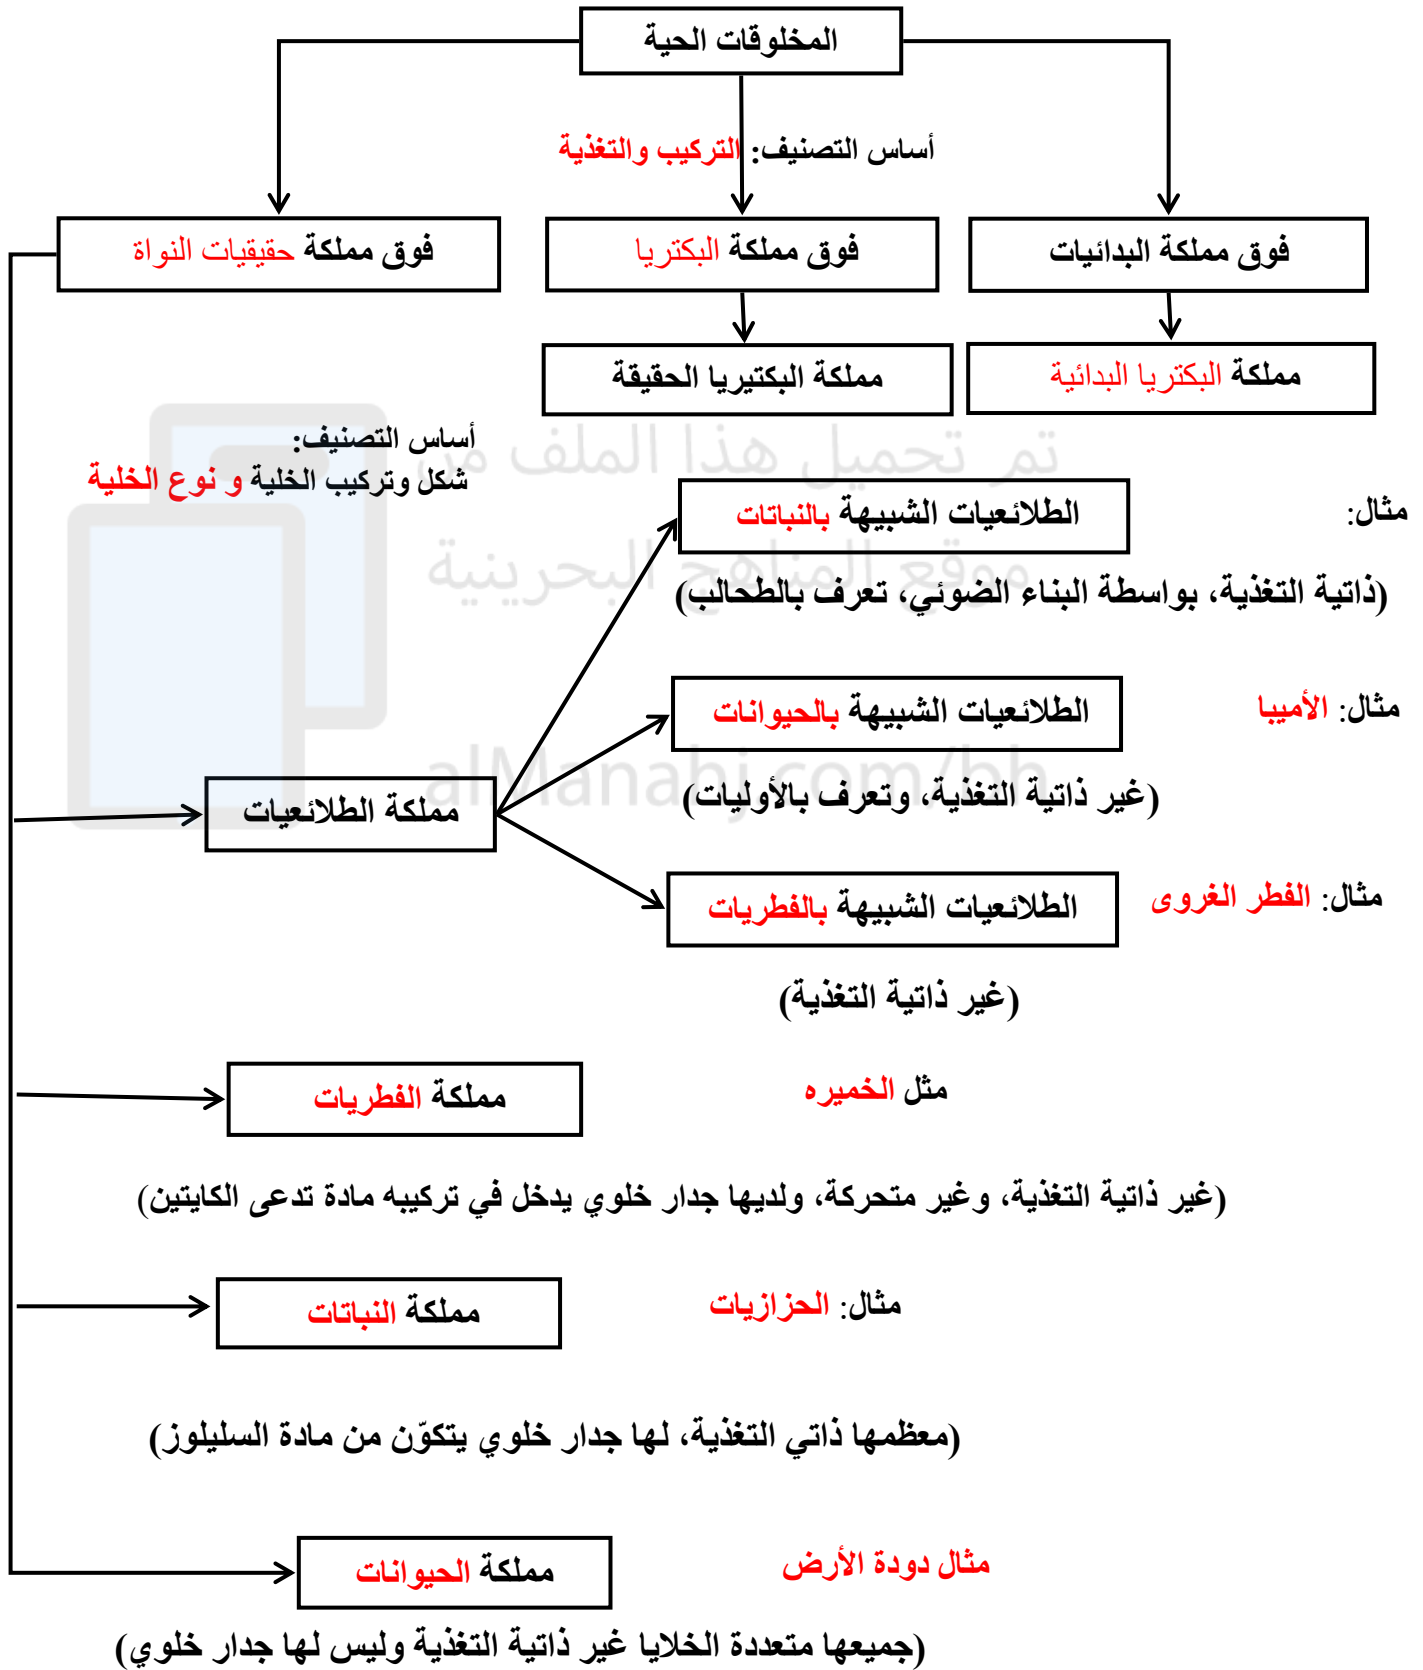 المخلوقات الحية
أساس التصنيف: التركيب والتغذية
فوق مملكة البدائيات
فوق مملكة البكتريا
فوق مملكة حقيقيات النواة
مملكة البكتريا البدائية
مملكة البكتيريا الحقيقة
أساس التصنيف:
شكل وتركيب الخلية و نوع الخلية
تم تحميل هذا الملف من
موقع المناهج البحرينية
alManahj.com/bh
مثال:
الطلائعيات الشبيهة بالنباتات
(ذاتية التغذية، بواسطة البناء الضوئي، تعرف بالطحالب)
مثال: الأميبا
الطلائعيات الشبيهة بالحيوانات
(غير ذاتية التغذية، وتعرف بالأوليات)
مملكة الطلائعيات
مثال: الفطر الغروى
الطلائعيات الشبيهة بالفطريات
(غير ذاتية التغذية)
مثل الخميره
مملكة الفطريات
(غير ذاتية التغذية، وغير متحركة، ولديها جدار خلوي يدخل في تركيبه مادة تدعى الكايتين)
مثال: الحزازيات
مملكة النباتات
(معظمها ذاتي التغذية، لها جدار خلوي يتكوّن من مادة السليلوز)
مثال دودة الأرض
مملكة الحيوانات
(جميعها متعددة الخلايا غير ذاتية التغذية وليس لها جدار خلوي)